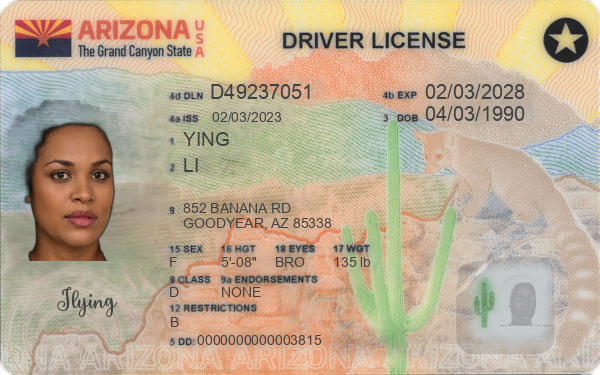 ARIZONA USA
The Grand Canyon State
DRIVER LICENSE
4d DLN D49237051 4b EXP 02/03/2028
4a ISS 02/03/2023 3 DOB 04/03/1990
1 YING
2 LI
8 852 BANANA RD
GOODYEAR, AZ 85338
15 SEX 16 HGT 18 EYES 17 WGT
F 5'-08" BRO 135 lb
9 CLASS 9a ENDORSEMENTS
D NONE
12 RESTRICTIONS
B
5 DD: 0000000000003815
Jlying
ARIZONA ARIZONA ARIZONA ARIZONA